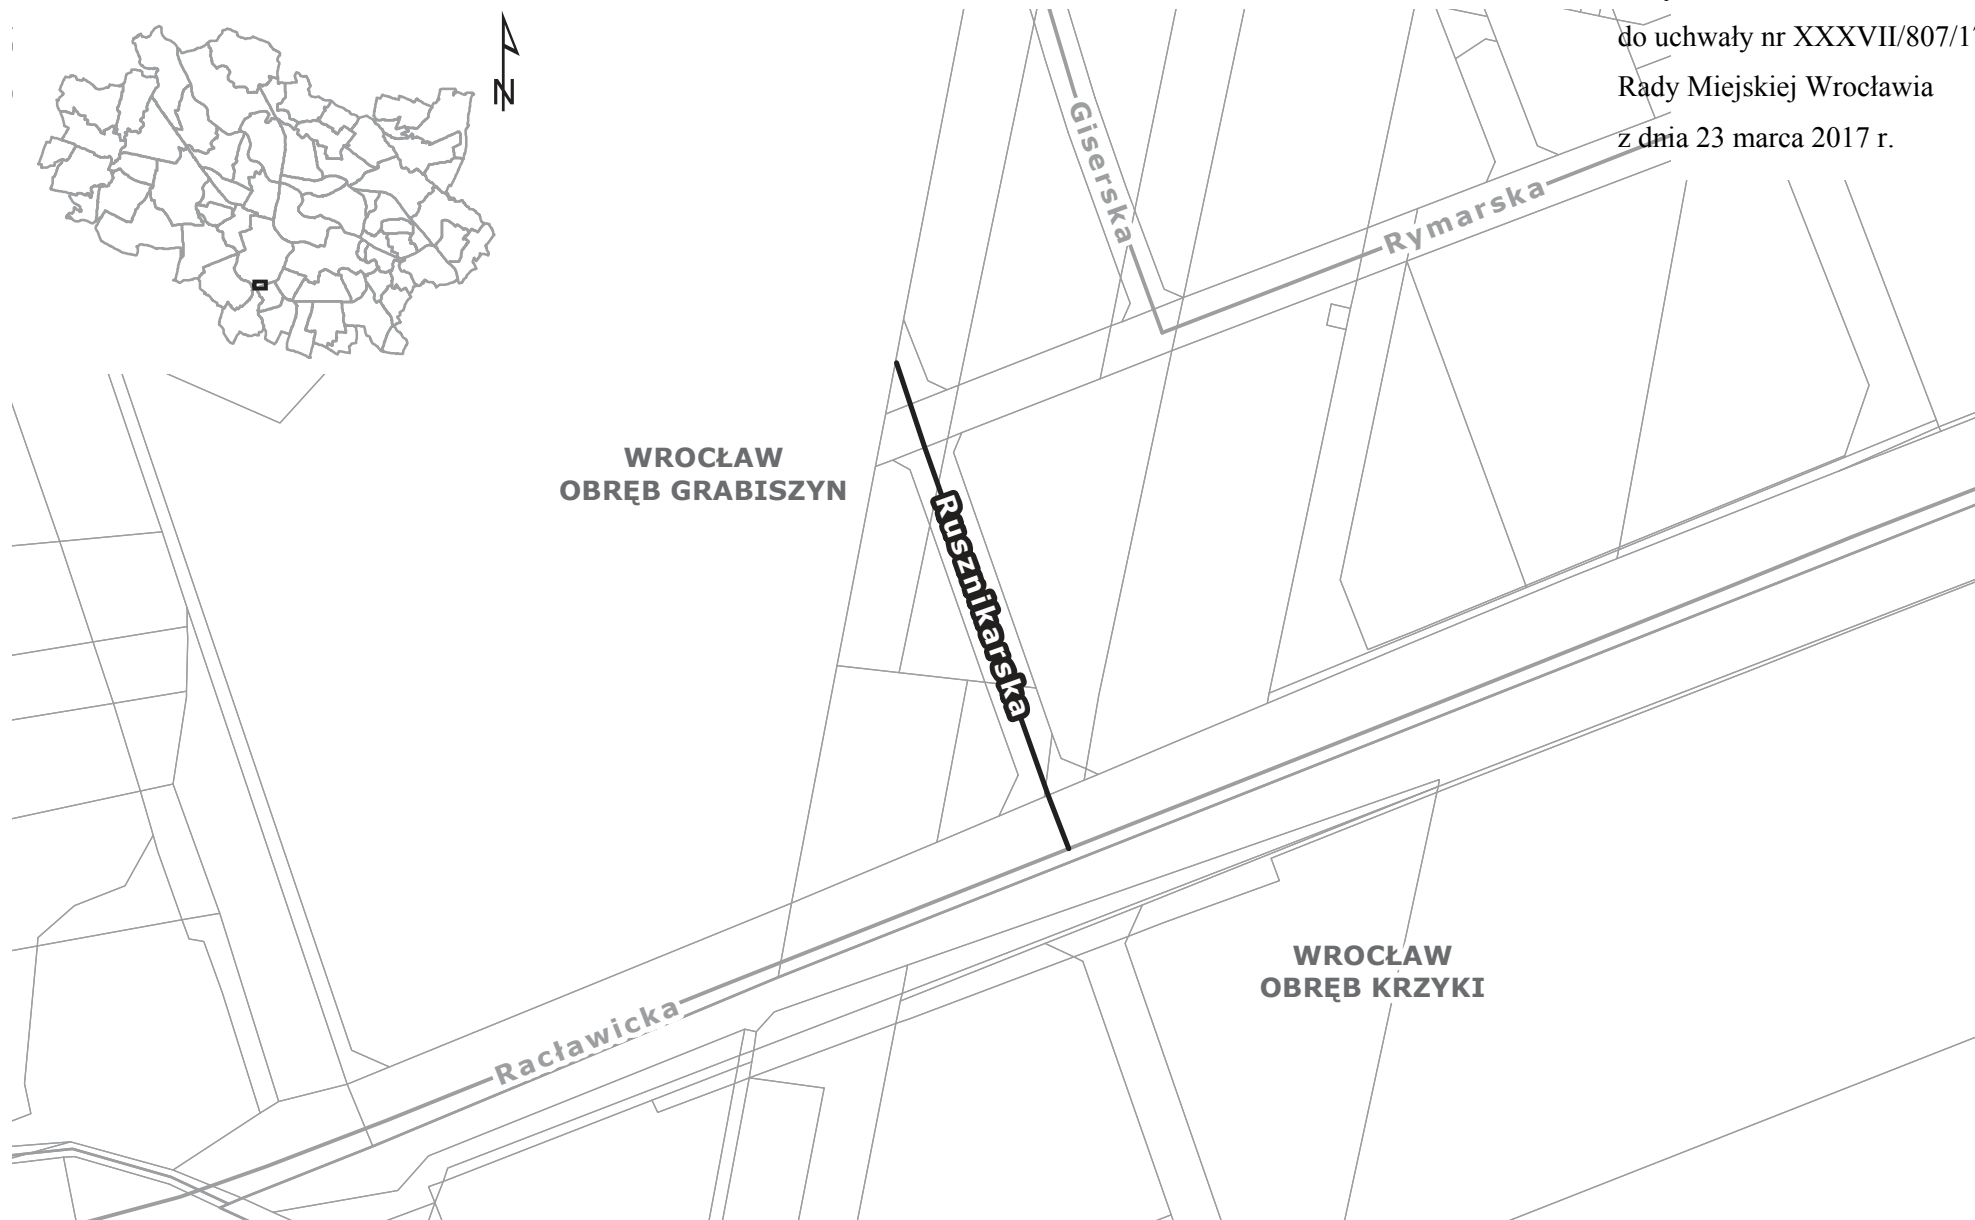 do uchwały nr XXXVII/807/17
Rady Miejskiej Wrocławia
z dnia 23 marca 2017 r.
N
Giserska
Rymarska
WROCŁAW
OBRĘB GRABISZYN
Rusznikarska
WROCŁAW
OBRĘB KRZYKI
Racławicka